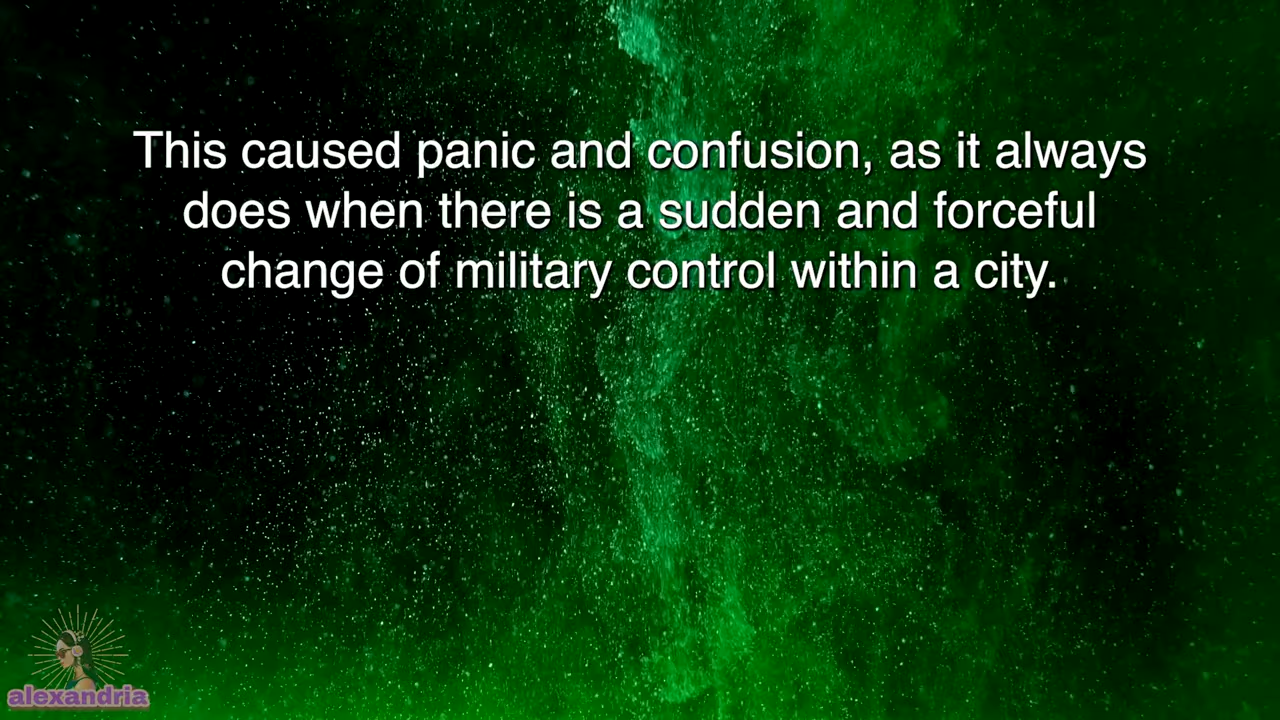 This caused panic and confusion, as it always
does when there is a sudden and forceful
change of military control within a city.
alexandria